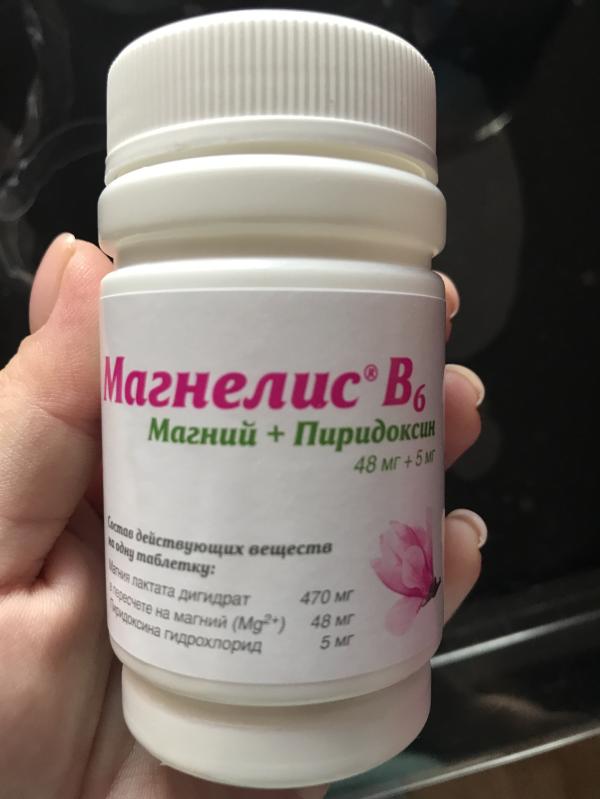 Магнелис® B6
Магний + Пиридоксин
48 мг + 5 мг
Состав действующих веществ
на одну таблетку:
Магния лактата дигидрат 470 мг
в пересчете на магний (Mg²⁺) 48 мг
Пиридоксина гидрохлорид 5 мг